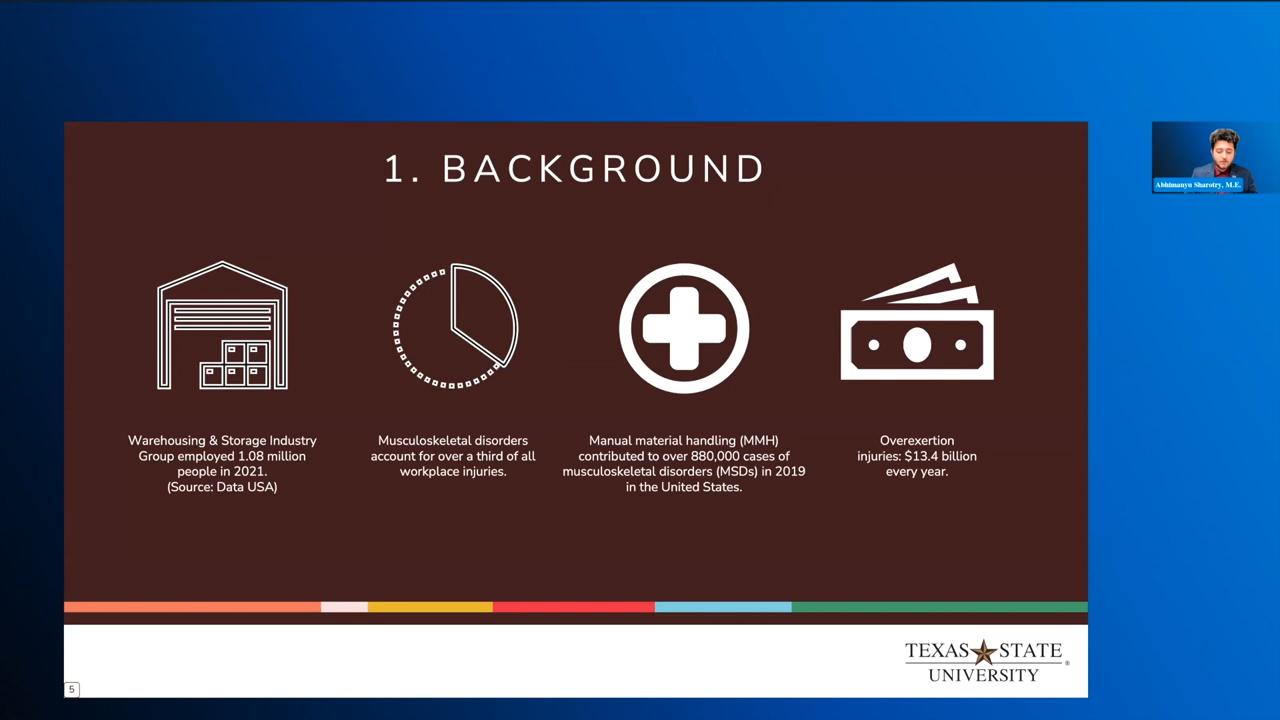 1. BACKGROUND
Abhimanyu Sharotry, M.E.
Warehousing & Storage Industry
Group employed 1.08 million
people in 2021.
(Source: Data USA)
Musculoskeletal disorders
account for over a third of all
workplace injuries.
Manual material handling (MMH)
contributed to over 880,000 cases of
musculoskeletal disorders (MSDs) in 2019
in the United States.
Overexertion
injuries: $13.4 billion
every year.
TEXAS STATE
UNIVERSITY
®
5